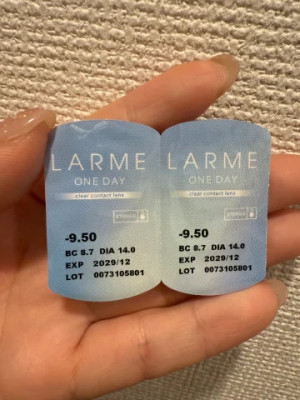 LARME
ONE DAY
clear contact lens
-9.50
BC 8.7 DIA 14.0
EXP 2029/12
LOT 0073105801
LARME
ONE DAY
clear contact lens
-9.50
BC 8.7 DIA 14.0
EXP 2029/12
LOT 0073105801